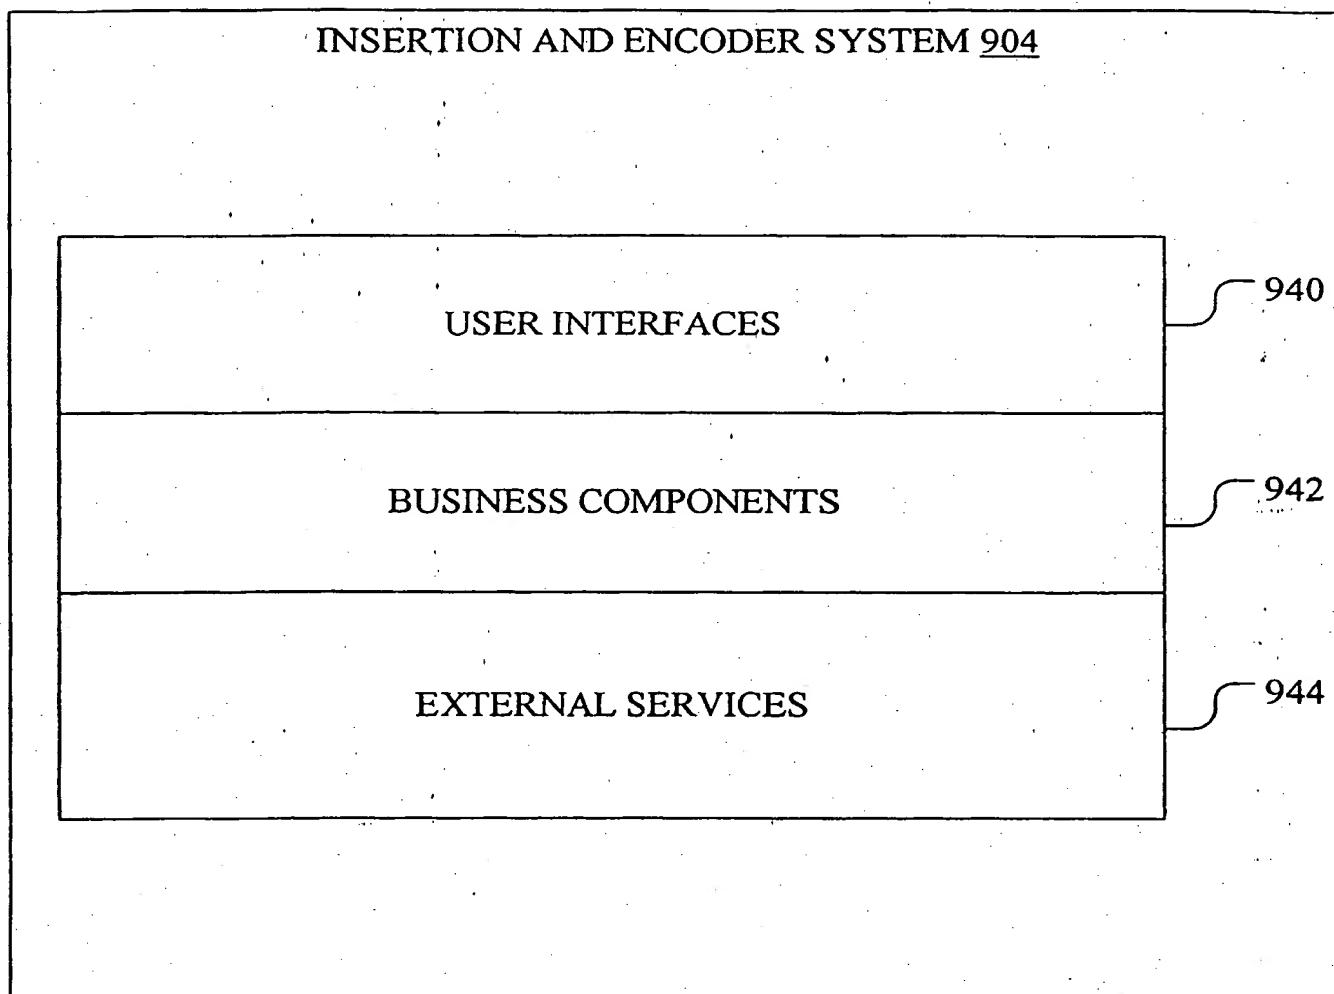 INSERTION AND ENCODER SYSTEM 904
USER INTERFACES
940
BUSINESS COMPONENTS
942
EXTERNAL SERVICES
944